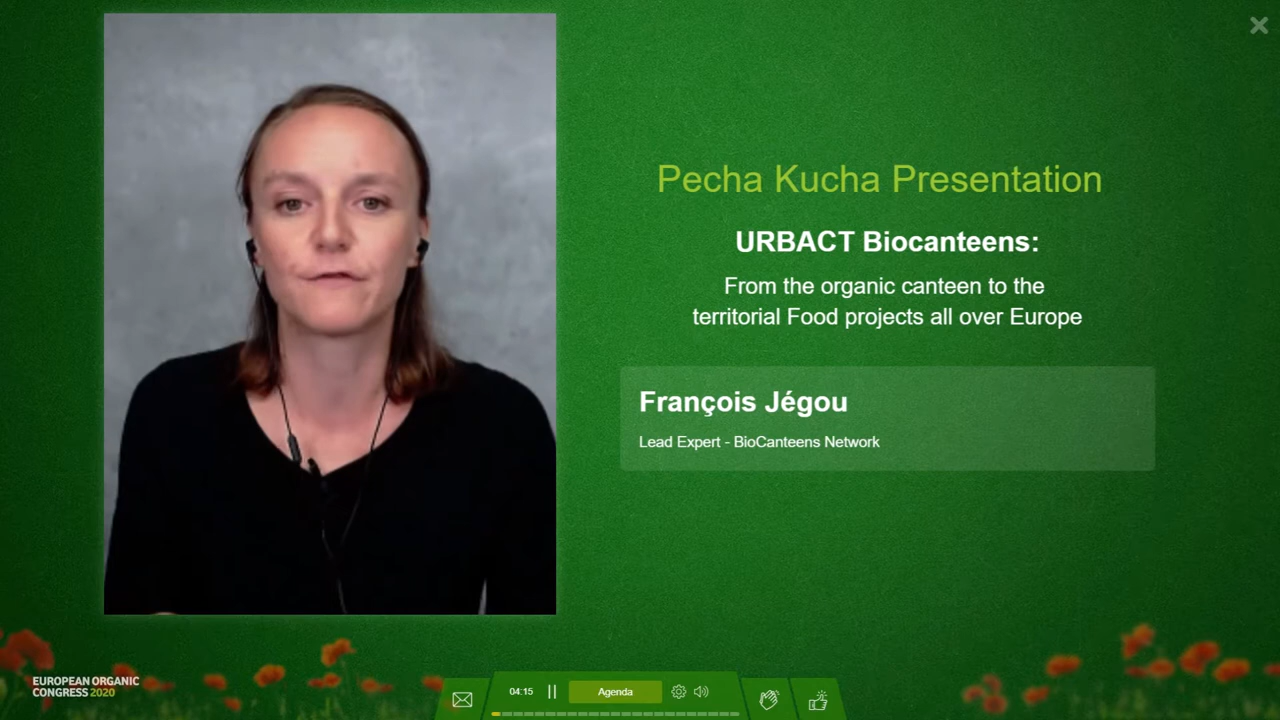 Pecha Kucha Presentation
URBACT Biocanteens:
From the organic canteen to the
territorial Food projects all over Europe
François Jégou
Lead Expert - BioCanteens Network
EUROPEAN ORGANIC
CONGRESS 2020
04:15
Agenda